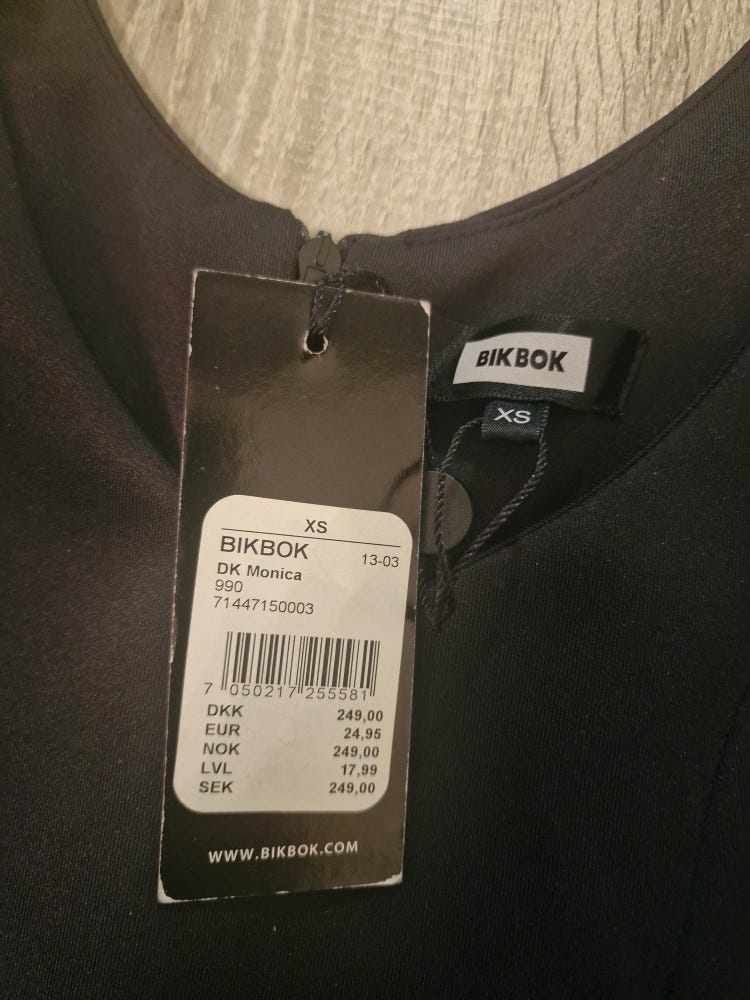 BIKBOK
XS
XS
BIKBOK 13-03
DK Monica
990
71447150003
7 050217 255581
DKK 249,00
EUR 24,95
NOK 249,00
LVL 17,99
SEK 249,00
WWW.BIKBOK.COM